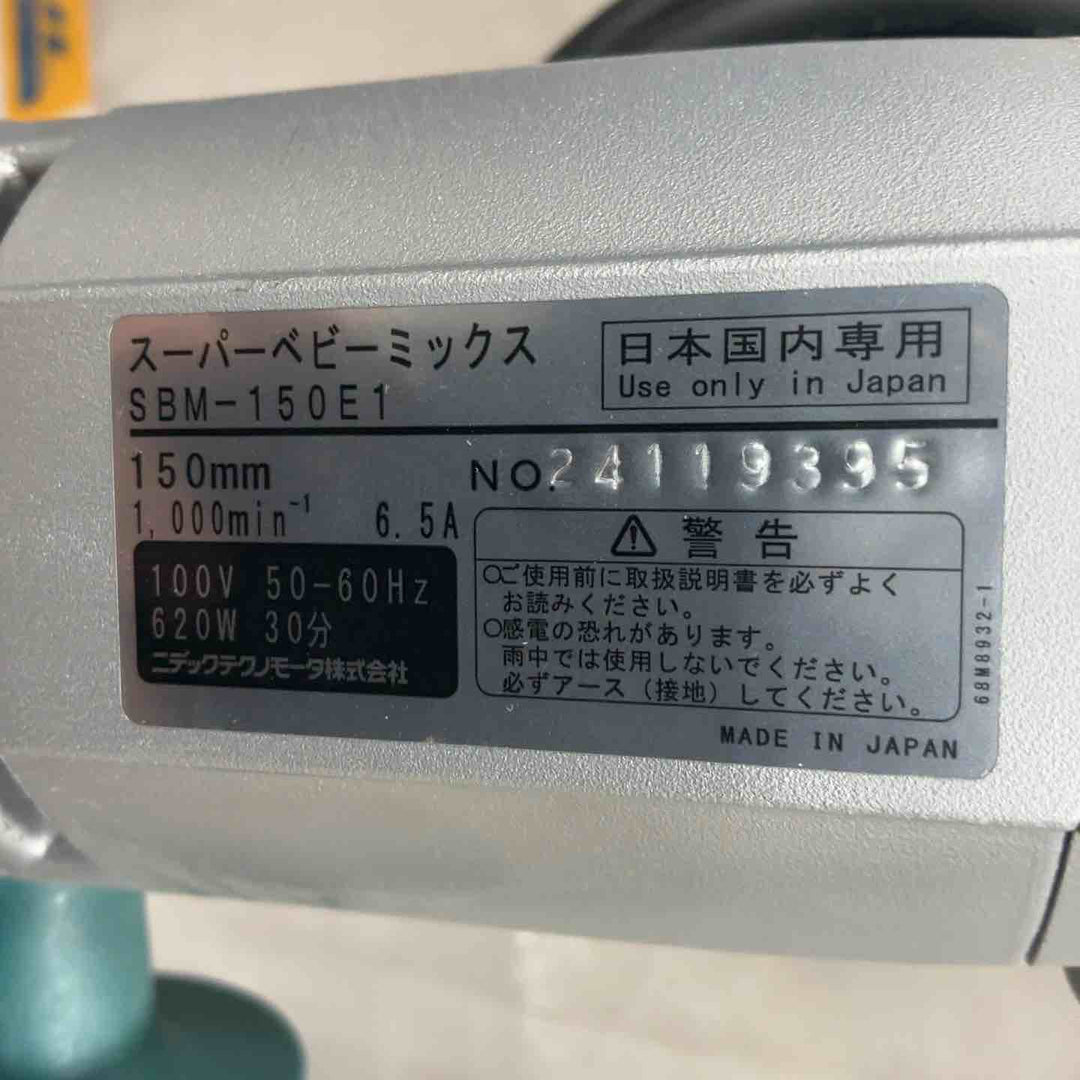 スーパーベビーミックス
SBM-150E1
日本国内専用
Use only in Japan
150mm
NO. 24119395
1,000min⁻¹ 6.5A
100V 50-60Hz
620W 30分
ニデックテクノモータ株式会社
⚠ 警告
○ご使用前に取扱説明書を必ずよく
お読みください。
○感電の恐れがあります。
雨中では使用しないでください。
必ずアース(接地)してください。
68M8932-1
MADE IN JAPAN